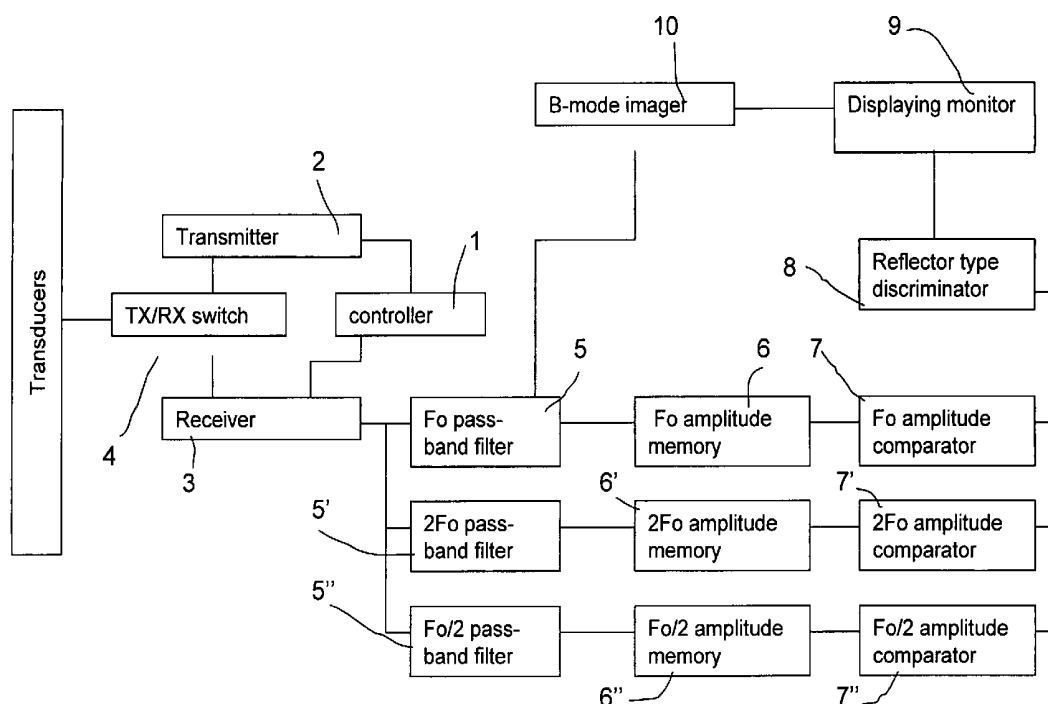 10
9
B-mode imager
Displaying monitor
2
Transmitter
1
8
Reflector type
discriminator
Transducers
TX/RX switch
controller
4
5
6
7
Receiver
3
Fo pass-
band filter
Fo amplitude
memory
Fo amplitude
comparator
5'
6'
7'
2Fo pass-
band filter
2Fo amplitude
memory
2Fo amplitude
comparator
5"
Fo/2 pass-
band filter
Fo/2 amplitude
memory
Fo/2 amplitude
comparator
6"
7"